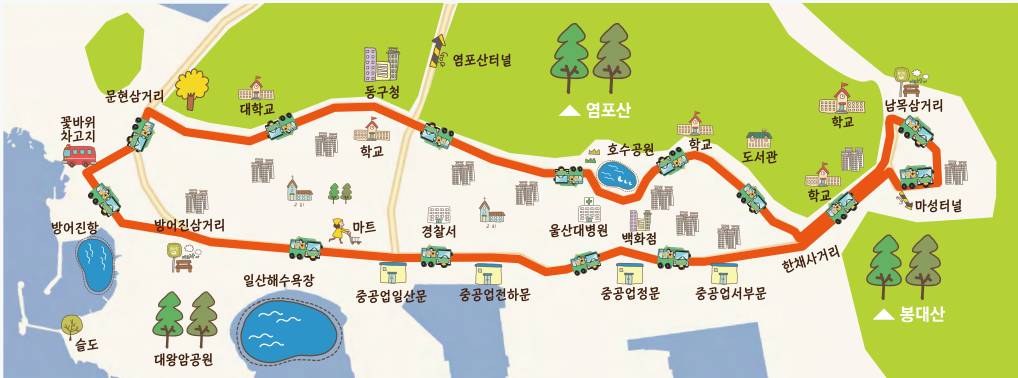 염포산터널
동구청
염포산
문현삼거리
대학교
학교
남목삼거리
학교
꽃바위
차고지
학교
호수공원
도서관
학교
마성터널
방어진항
방어진삼거리
마트
경찰서
울산대병원
백화점
한채사거리
일산해수욕장
중공업일산문
중공업전하문
중공업정문
중공업서부문
봉대산
슬도
대왕암공원